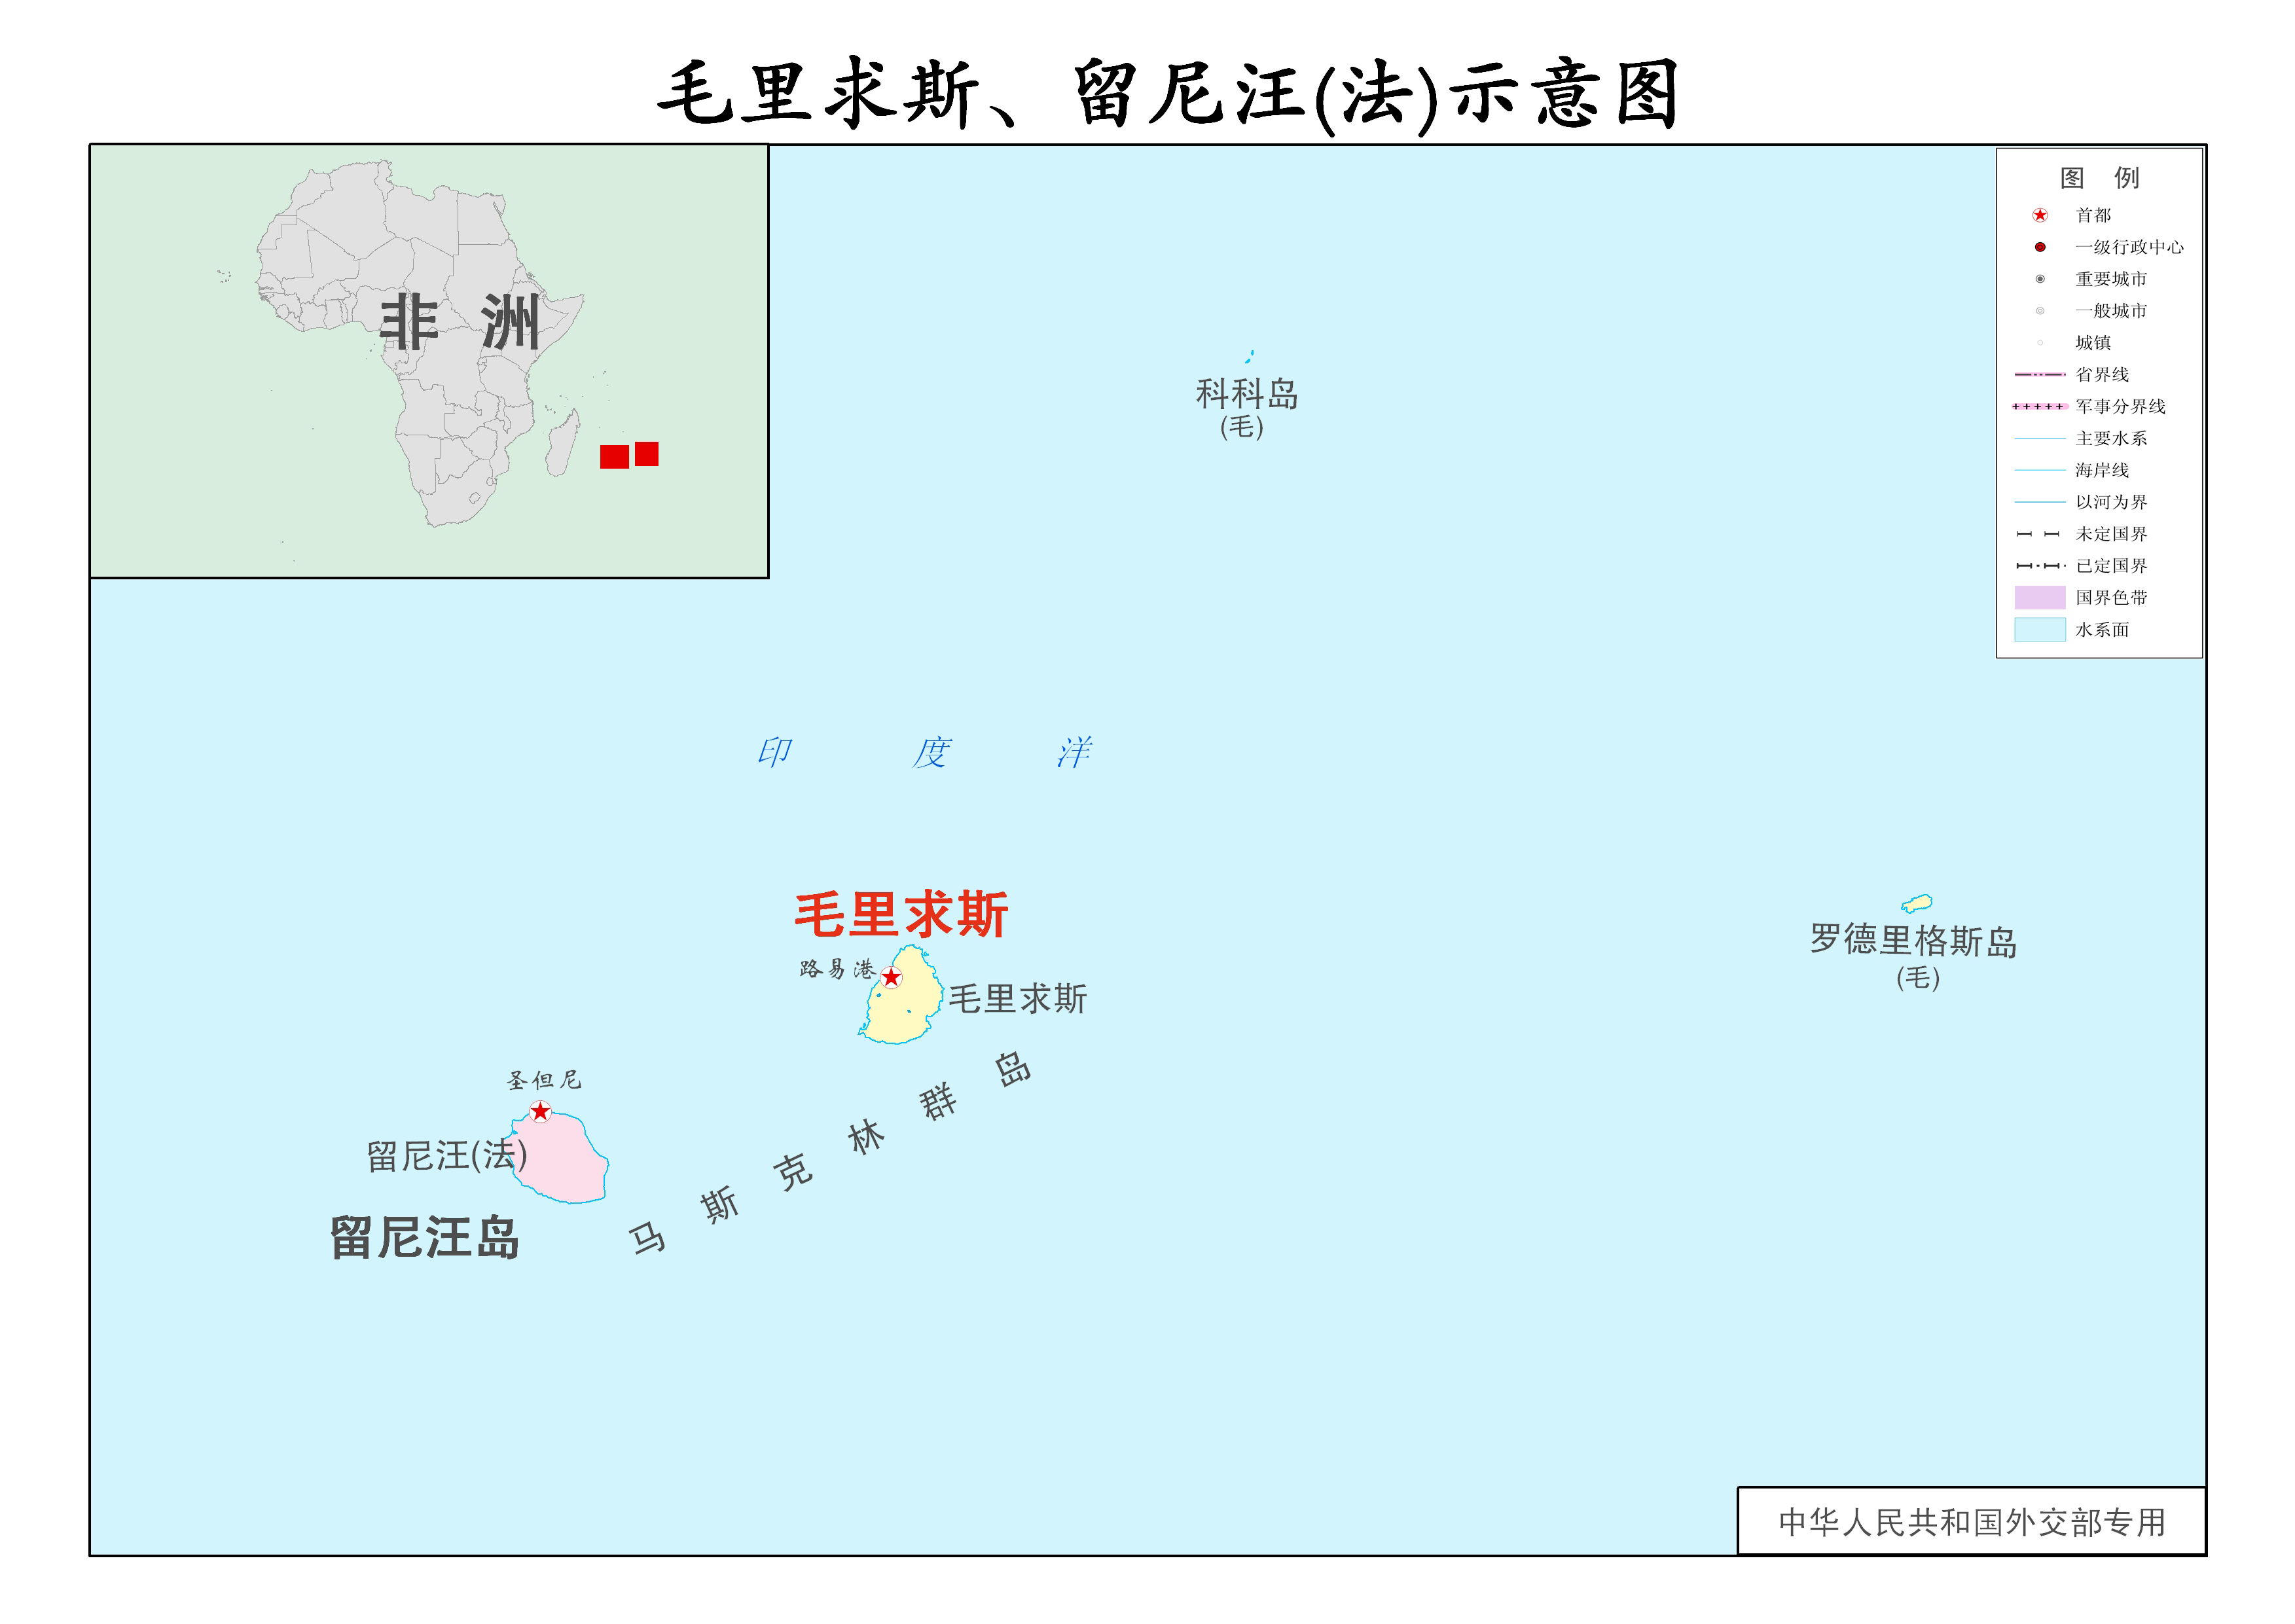 毛里求斯、留尼汪(法)示意图
非 洲
图 例
首都
一级行政中心
重要城市
一般城市
城镇
省界线
军事分界线
主要水系
海岸线
以河为界
未定国界
已定国界
国界色带
水系面
科科岛
(毛)
印 度 洋
毛里求斯
路易港
毛里求斯
罗德里格斯岛
(毛)
圣但尼
留尼汪(法)
留尼汪岛
马斯克林群岛
中华人民共和国外交部专用